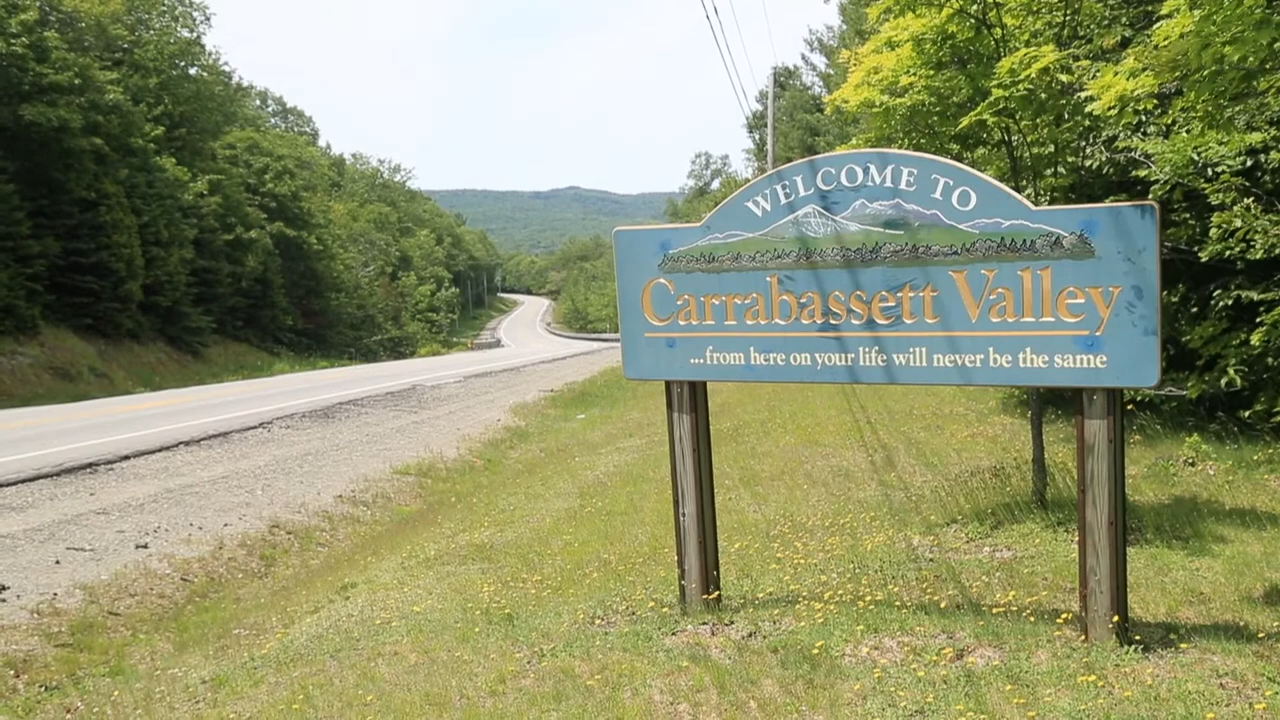 WELCOME TO
Carrabassett Valley
...from here on your life will never be the same